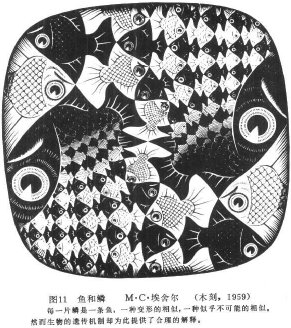 图11 鱼和鳞 M·C·埃舍尔 (木刻，1959)
每一片鳞是一条鱼，一种变形的相似，一种似乎不可能的相似，
然而生物的遗传机制却为此提供了合理的解释。